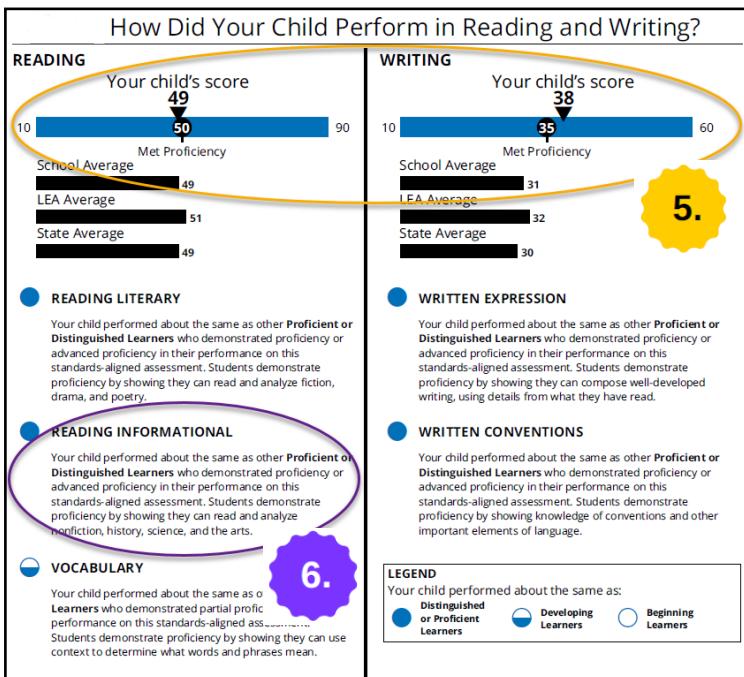 How Did Your Child Perform in Reading and Writing?
READING
Your child's score
49
10
50
90
Met Proficiency
School Average
49
LEA Average
51
State Average
49
READING LITERARY
Your child performed about the same as other Proficient or
Distinguished Learners who demonstrated proficiency or
advanced proficiency in their performance on this
standards-aligned assessment. Students demonstrate
proficiency by showing they can read and analyze fiction,
drama, and poetry.
READING INFORMATIONAL
Your child performed about the same as other Proficient or
Distinguished Learners who demonstrated proficiency or
advanced proficiency in their performance on this
standards-aligned assessment. Students demonstrate
proficiency by showing they can read and analyze
nonfiction, history, science, and the arts.
6.
VOCABULARY
Your child performed about the same as
Learners who demonstrated partial
performance on this standards-aligned
Students demonstrate proficiency by showing they can use
context to determine what words and phrases mean.
WRITING
Your child's score
38
10
35
60
Met Proficiency
School Average
31
LEA Average
32
State Average
30
5.
WRITTEN EXPRESSION
Your child performed about the same as other Proficient or
Distinguished Learners who demonstrated proficiency or
advanced proficiency in their performance on this
standards-aligned assessment. Students demonstrate
proficiency by showing they can compose well-developed
writing, using details from what they have read.
WRITTEN CONVENTIONS
Your child performed about the same as other Proficient or
Distinguished Learners who demonstrated proficiency or
advanced proficiency in their performance on this
standards-aligned assessment. Students demonstrate
proficiency by showing knowledge of conventions and other
important elements of language.
LEGEND
Your child performed about the same as:
Distinguished
or Proficient
Learners
Developing
Learners
Beginning
Learners